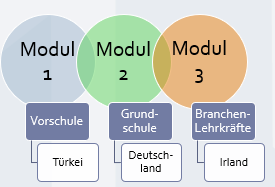 Modul 1
Modul 2
Modul 3
Vorschule
Grund-
schule
Branchen-
Lehrkräfte
Türkei
Deutsch-
land
Irland